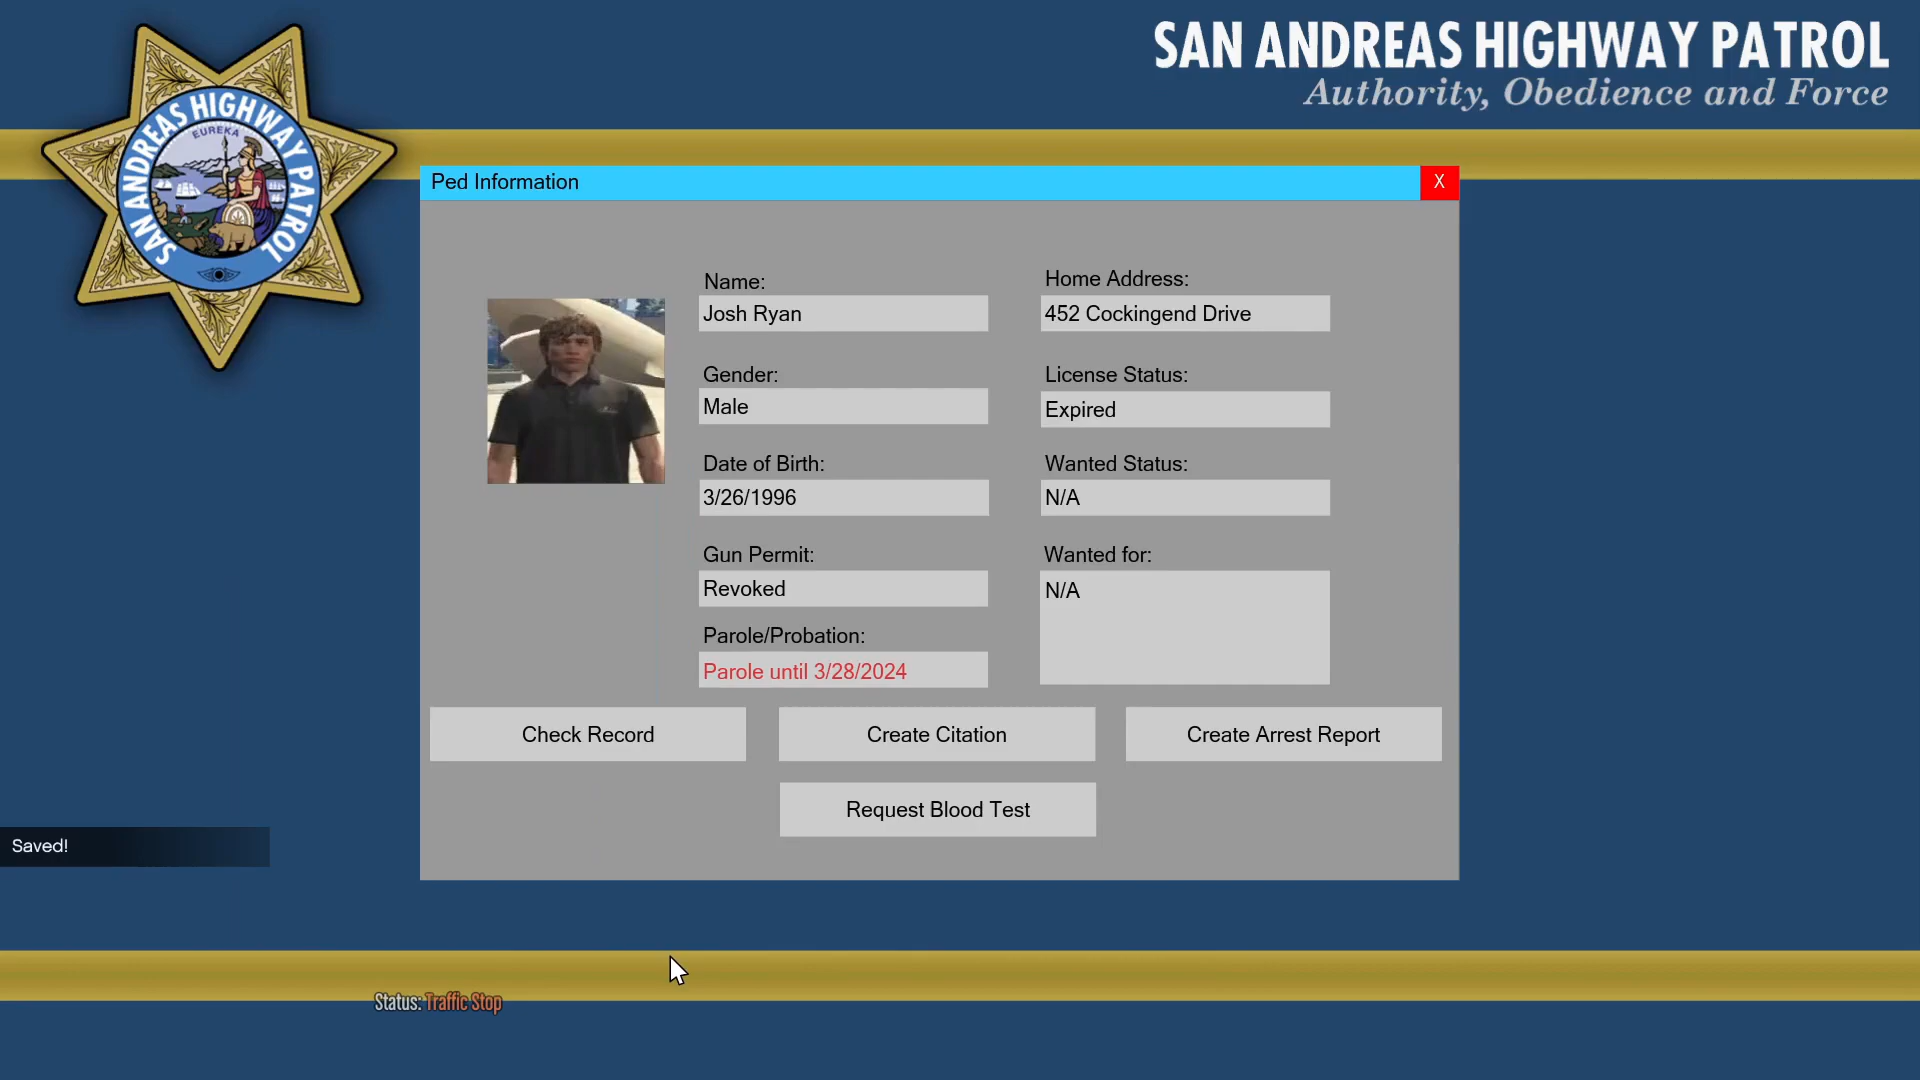 SAN ANDREAS HIGHWAY PATROL
Authority, Obedience and Force
SAN ANDREAS HIGHWAY PATROL
EUREKA
Ped Information
X
Name:
Josh Ryan
Home Address:
452 Cockingend Drive
Gender:
Male
License Status:
Expired
Date of Birth:
3/26/1996
Wanted Status:
N/A
Gun Permit:
Revoked
Wanted for:
N/A
Parole/Probation:
Parole until 3/28/2024
Check Record
Create Citation
Create Arrest Report
Request Blood Test
Saved!
Status: Traffic Stop